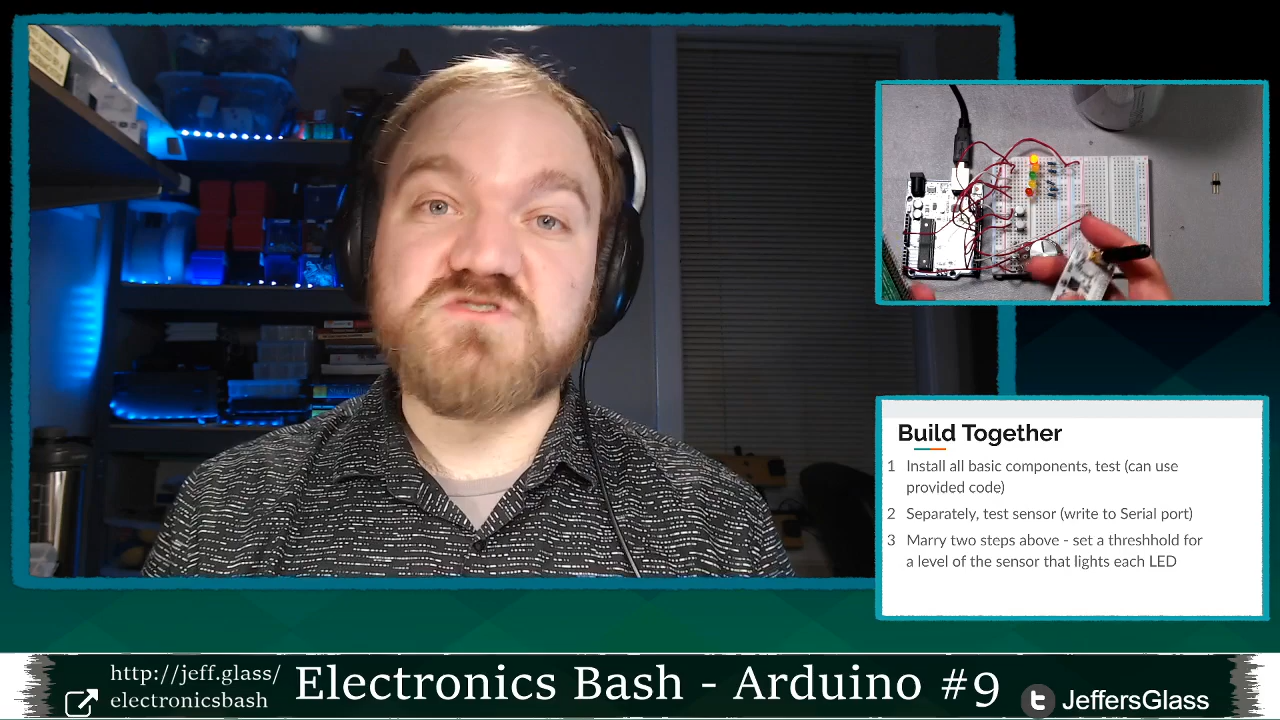 Build Together
1 Install all basic components, test (can use
provided code)
2 Separately, test sensor (write to Serial port)
3 Marry two steps above - set a threshhold for
a level of the sensor that lights each LED
http://jeff.glass/
electronicsbash
Electronics Bash - Arduino #9
JeffersGlass